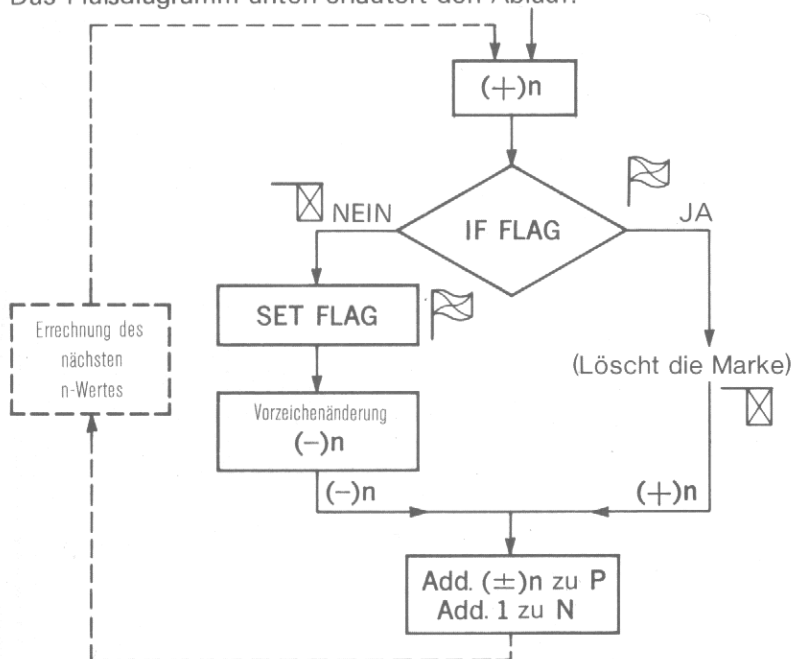 Das Flußdiagramm unten erläutert den Ablauf:
(+)n
IF FLAG
NEIN
JA
SET FLAG
Errechnung des
nächsten
n-Wertes
(Löscht die Marke)
Vorzeichenänderung
(−)n
(−)n
(+)n
Add. (±)n zu P
Add. 1 zu N